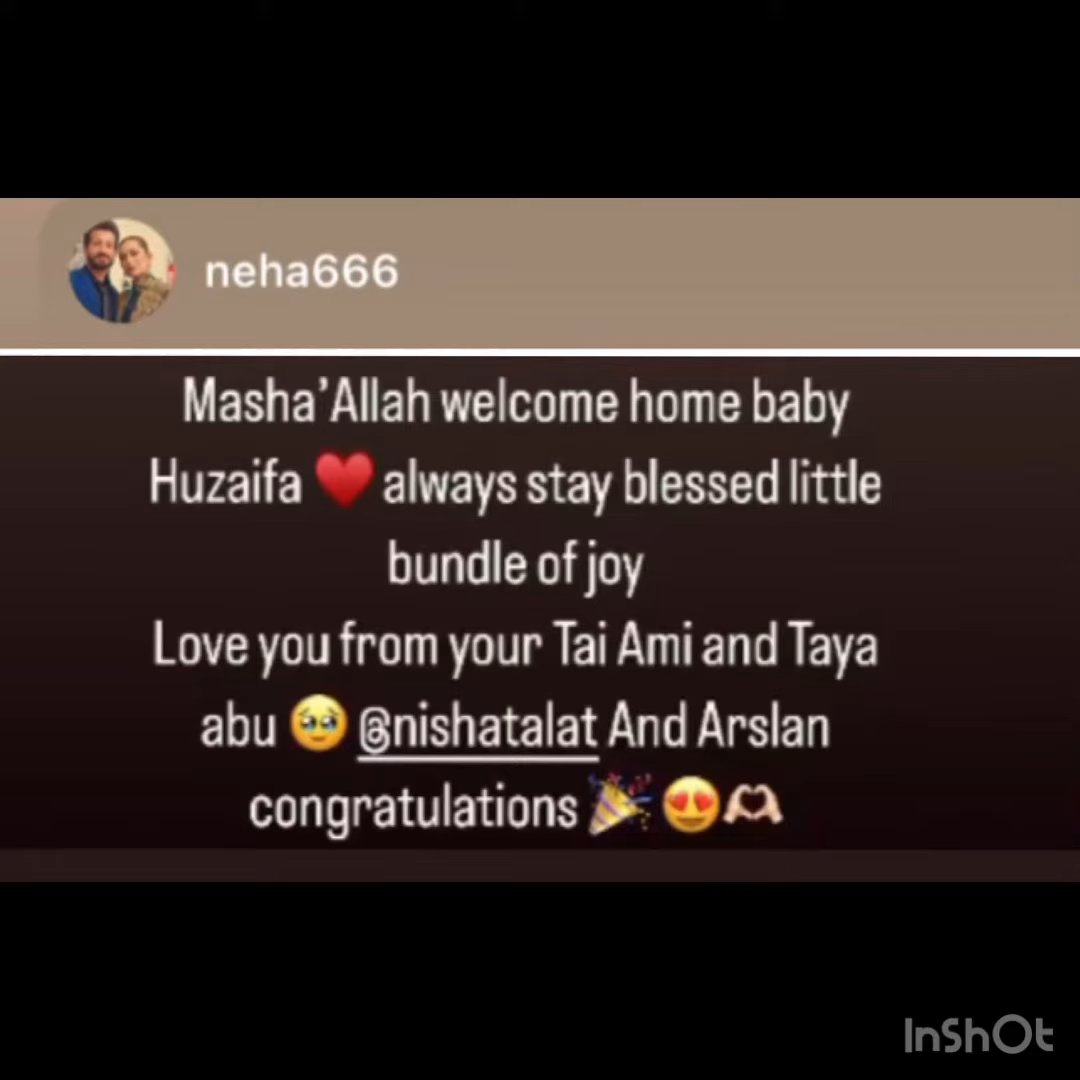 neha666
Masha’Allah welcome home baby
Huzaifa ♥️ always stay blessed little
bundle of joy
Love you from your Tai Ami and Taya
abu 🥹 @nishatalat And Arslan
congratulations 🎉😍🫶🏻
InShOt